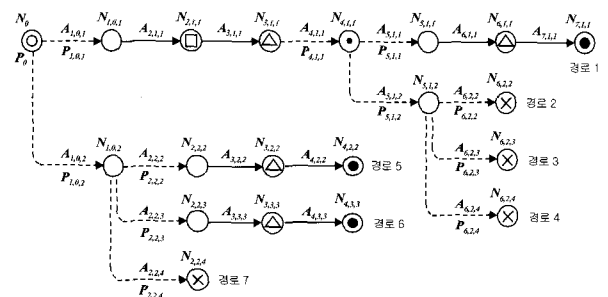 N0 A1,0,1 N1,0,1 A2,1,1 N2,1,1 A3,1,1 N3,1,1 A4,1,1 N4,1,1 A5,1,1 N5,1,1 A6,1,1 N6,1,1 A7,1,1 N7,1,1
P0 P1,0,1 P4,1,1 P5,1,1 경로 1
A5,1,2 N5,1,2 A6,2,2 N6,2,2
P5,1,2 P6,2,2 경로 2
A1,0,2 N1,0,2 A2,2,2 N2,2,2 A3,2,2 N3,2,2 A4,2,2 N4,2,2 A6,2,3 N6,2,3
P1,0,2 P2,2,2 경로 5 P6,2,3 경로 3
A2,2,3 N2,2,3 A3,3,3 N3,3,3 A4,3,3 N4,3,3 A6,2,4 N6,2,4
P2,2,3 경로 6 P6,2,4 경로 4
A2,2,4 N2,2,4
P2,2,4 경로 7